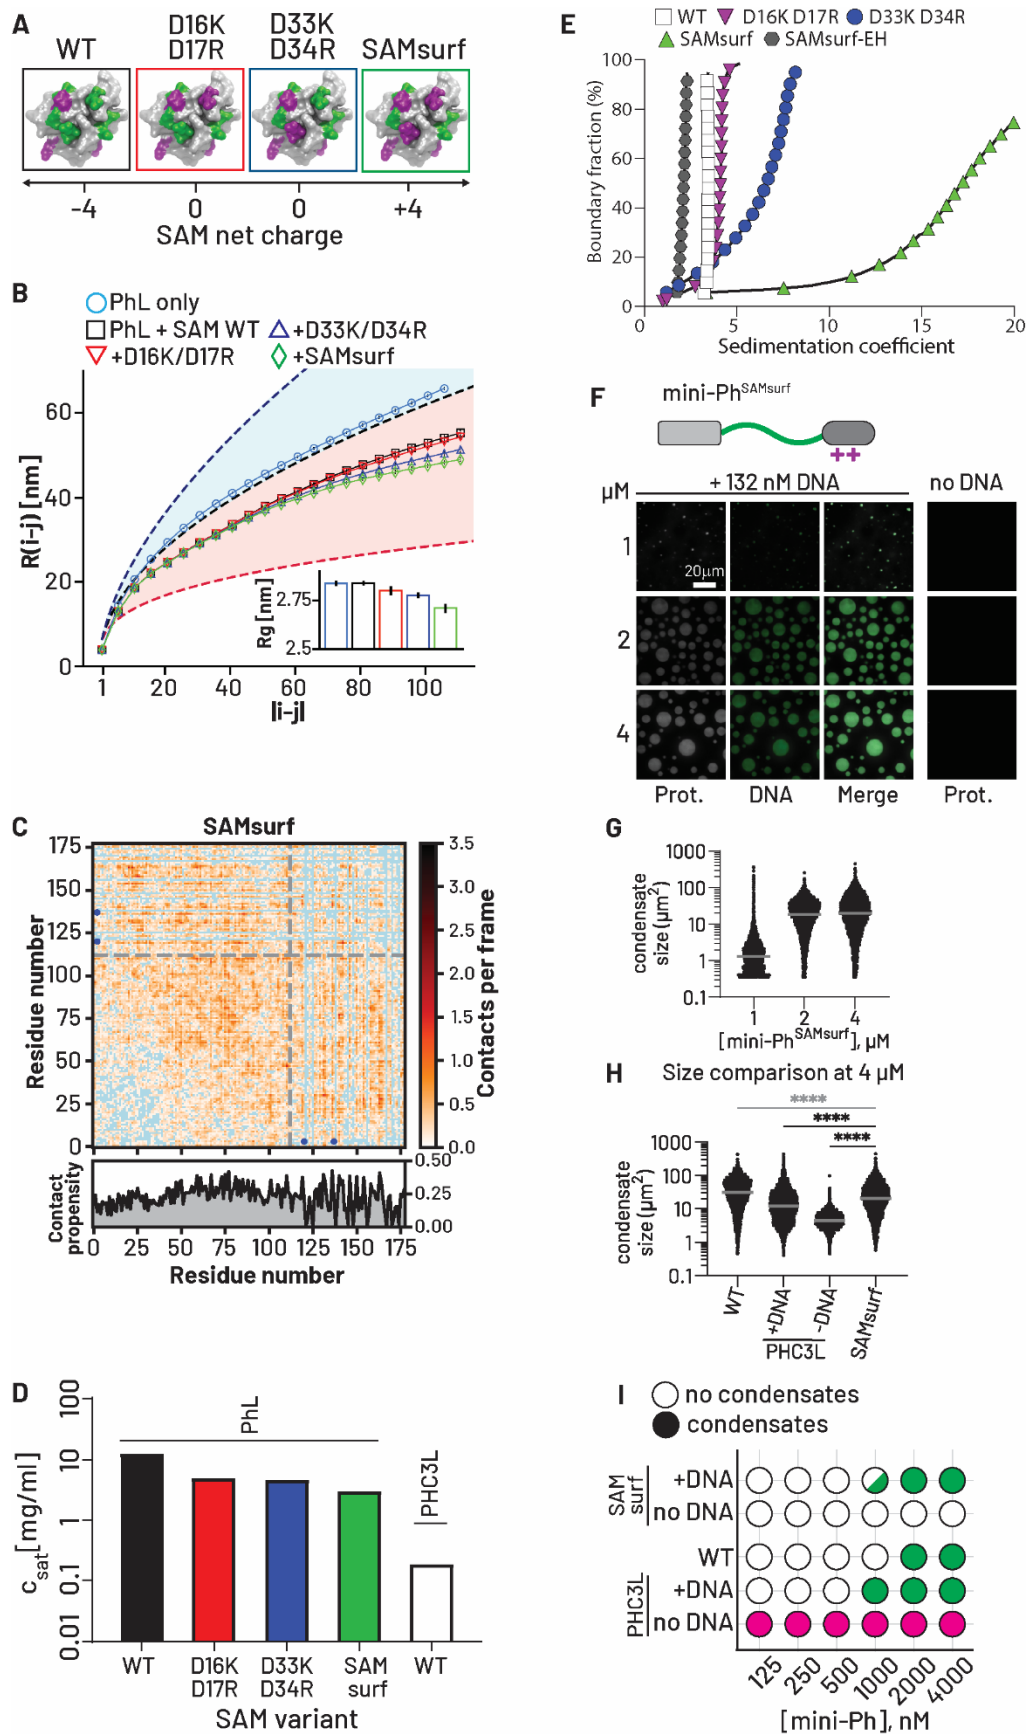 A
WT
D16K
D17R
D33K
D34R
SAMsurf
-4
0
0
+4
SAM net charge
B
PhL only
PhL + SAM WT
+D33K/D34R
+D16K/D17R
+SAMsurf
R(i-j) [nm]
60
40
20
0
Rg [nm]
2.75
2.5
1
20
40
60
80
100
|i-j|
C
SAMsurf
Residue number
175
150
125
100
75
50
25
0
3.5
3.0
2.5
2.0
1.5
1.0
0.5
0.0
Contacts per frame
Contact
propensity
0.50
0.25
0.00
0
25
50
75
100
125
150
175
Residue number
D
csat[mg/ml]
100
10
1
0.1
0.01
PhL
PHC3L
WT
D16K
D17R
D33K
D34R
SAM
surf
WT
SAM variant
E
WT
D16K D17R
D33K D34R
SAMsurf
SAMsurf-EH
Boundary fraction (%)
100
80
60
40
20
0
0
5
10
15
20
Sedimentation coefficient
F
mini-PhSAMsurf
++
µM
+ 132 nM DNA
no DNA
1
20µm
2
4
Prot.
DNA
Merge
Prot.
G
condensate
size (µm2)
1000
100
10
1
0.1
1
2
4
[mini-PhSAMsurf], µM
H
Size comparison at 4 µM
****
****
****
condensate
size (µm2)
1000
100
10
1
0.1
WT
+DNA
-DNA
SAMsurf
PHC3L
I
no condensates
condensates
SAM
surf
+DNA
no DNA
WT
PHC3L
+DNA
no DNA
125
250
500
1000
2000
4000
[mini-Ph], nM